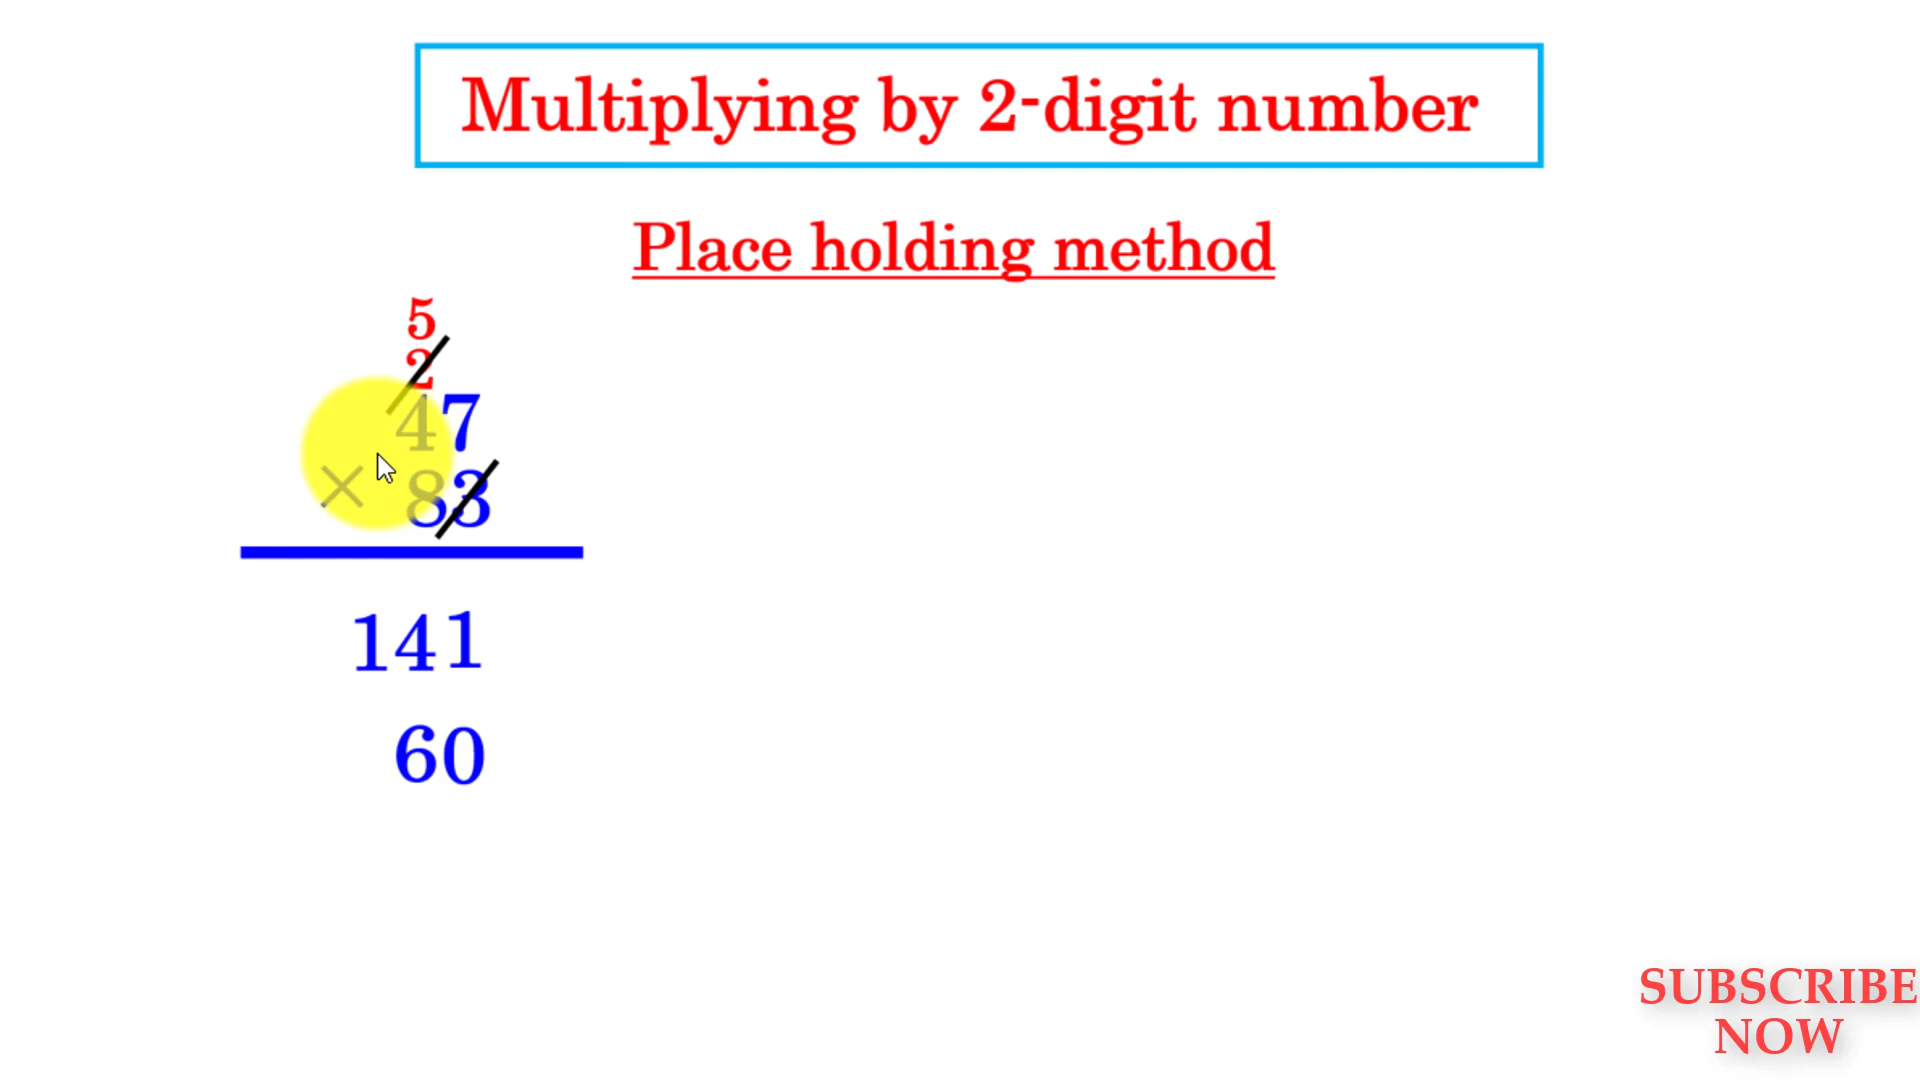 Multiplying by 2-digit number
Place holding method
5
2
47
× 83
141
60
SUBSCRIBE
NOW